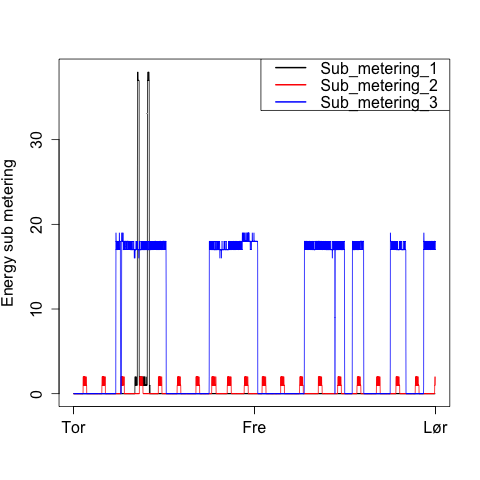 Sub_metering_1
Sub_metering_2
Sub_metering_3
Energy sub metering
30
20
10
0
Tor Fre Lør